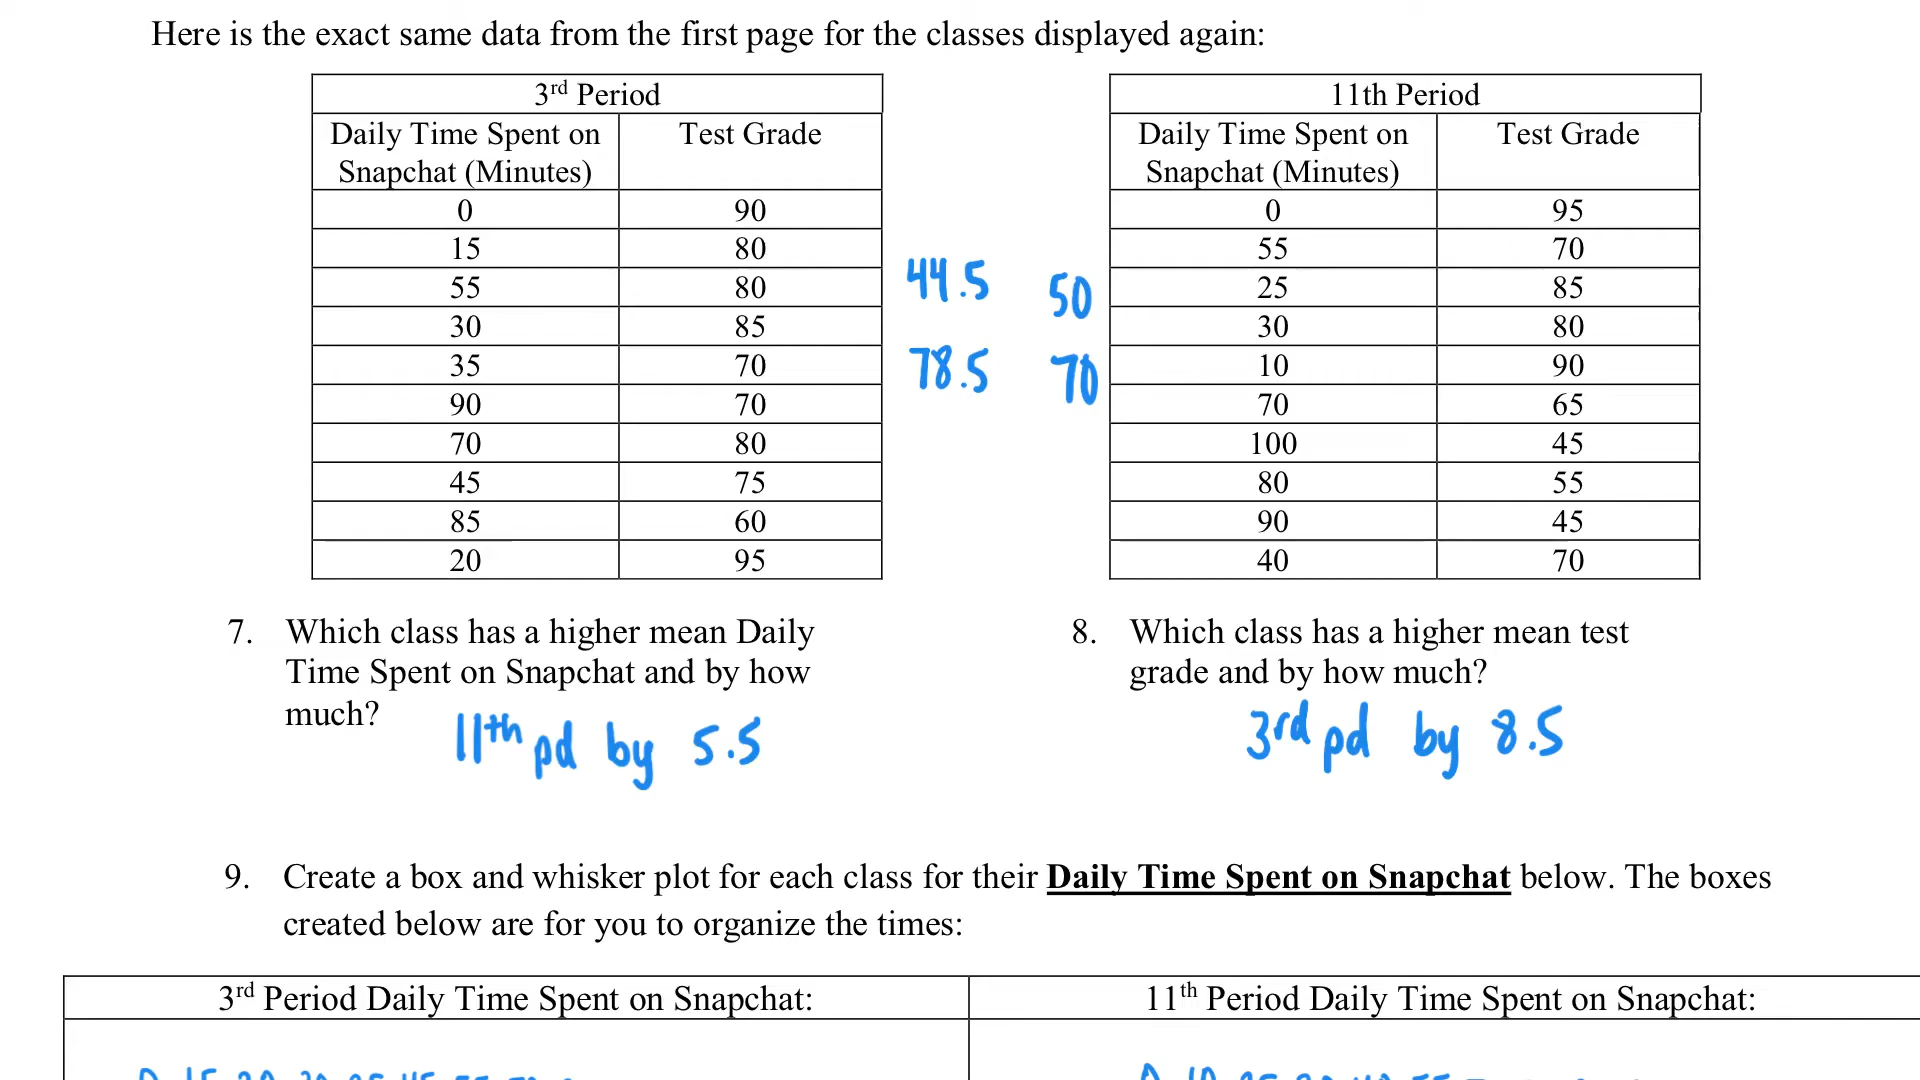 Here is the exact same data from the first page for the classes displayed again:
3rd Period
Daily Time Spent on Snapchat (Minutes) Test Grade
0 90
15 80
55 80
30 85
35 70
90 70
70 80
45 75
85 60
20 95
44.5 50
78.5 70
11th Period
Daily Time Spent on Snapchat (Minutes) Test Grade
0 95
55 70
25 85
30 80
10 90
70 65
100 45
80 55
90 45
40 70
7. Which class has a higher mean Daily
Time Spent on Snapchat and by how
much?
11th pd by 5.5
8. Which class has a higher mean test
grade and by how much?
3rd pd by 8.5
9. Create a box and whisker plot for each class for their Daily Time Spent on Snapchat below. The boxes
created below are for you to organize the times:
3rd Period Daily Time Spent on Snapchat:
11th Period Daily Time Spent on Snapchat: